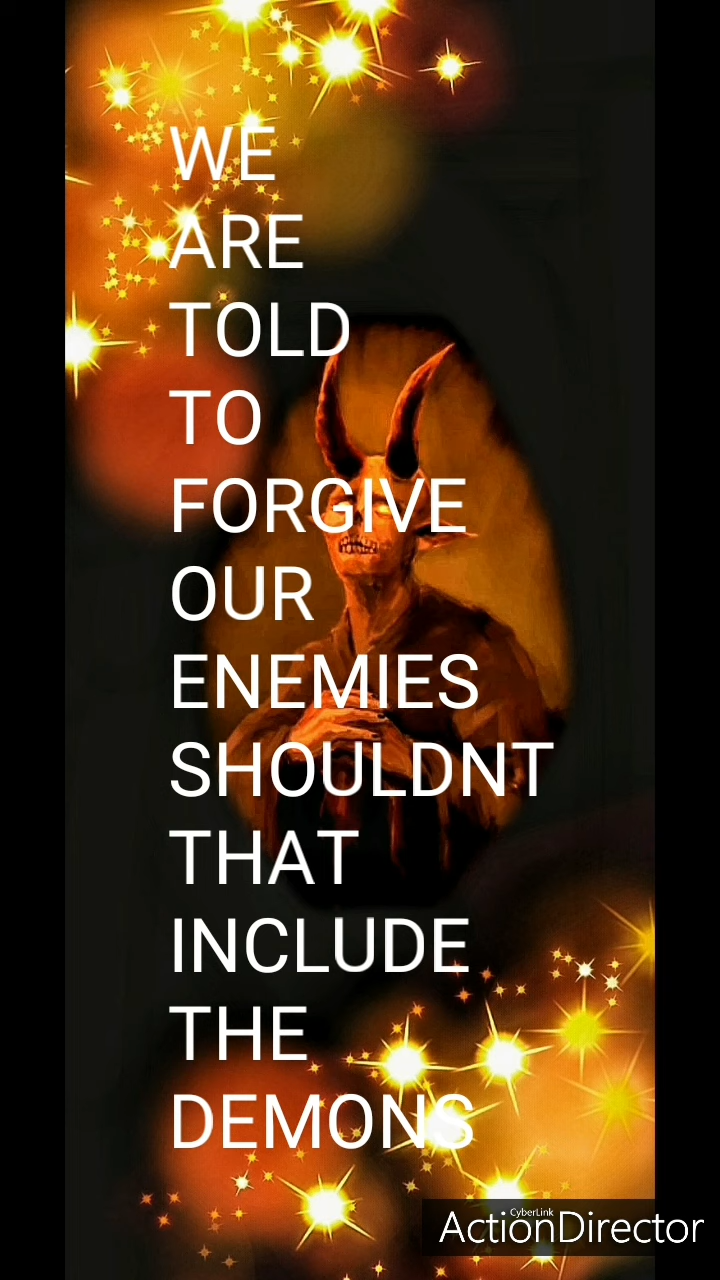 WE
ARE
TOLD
TO
FORGIVE
OUR
ENEMIES
SHOULDNT
THAT
INCLUDE
THE
DEMONS
CyberLink
ActionDirector